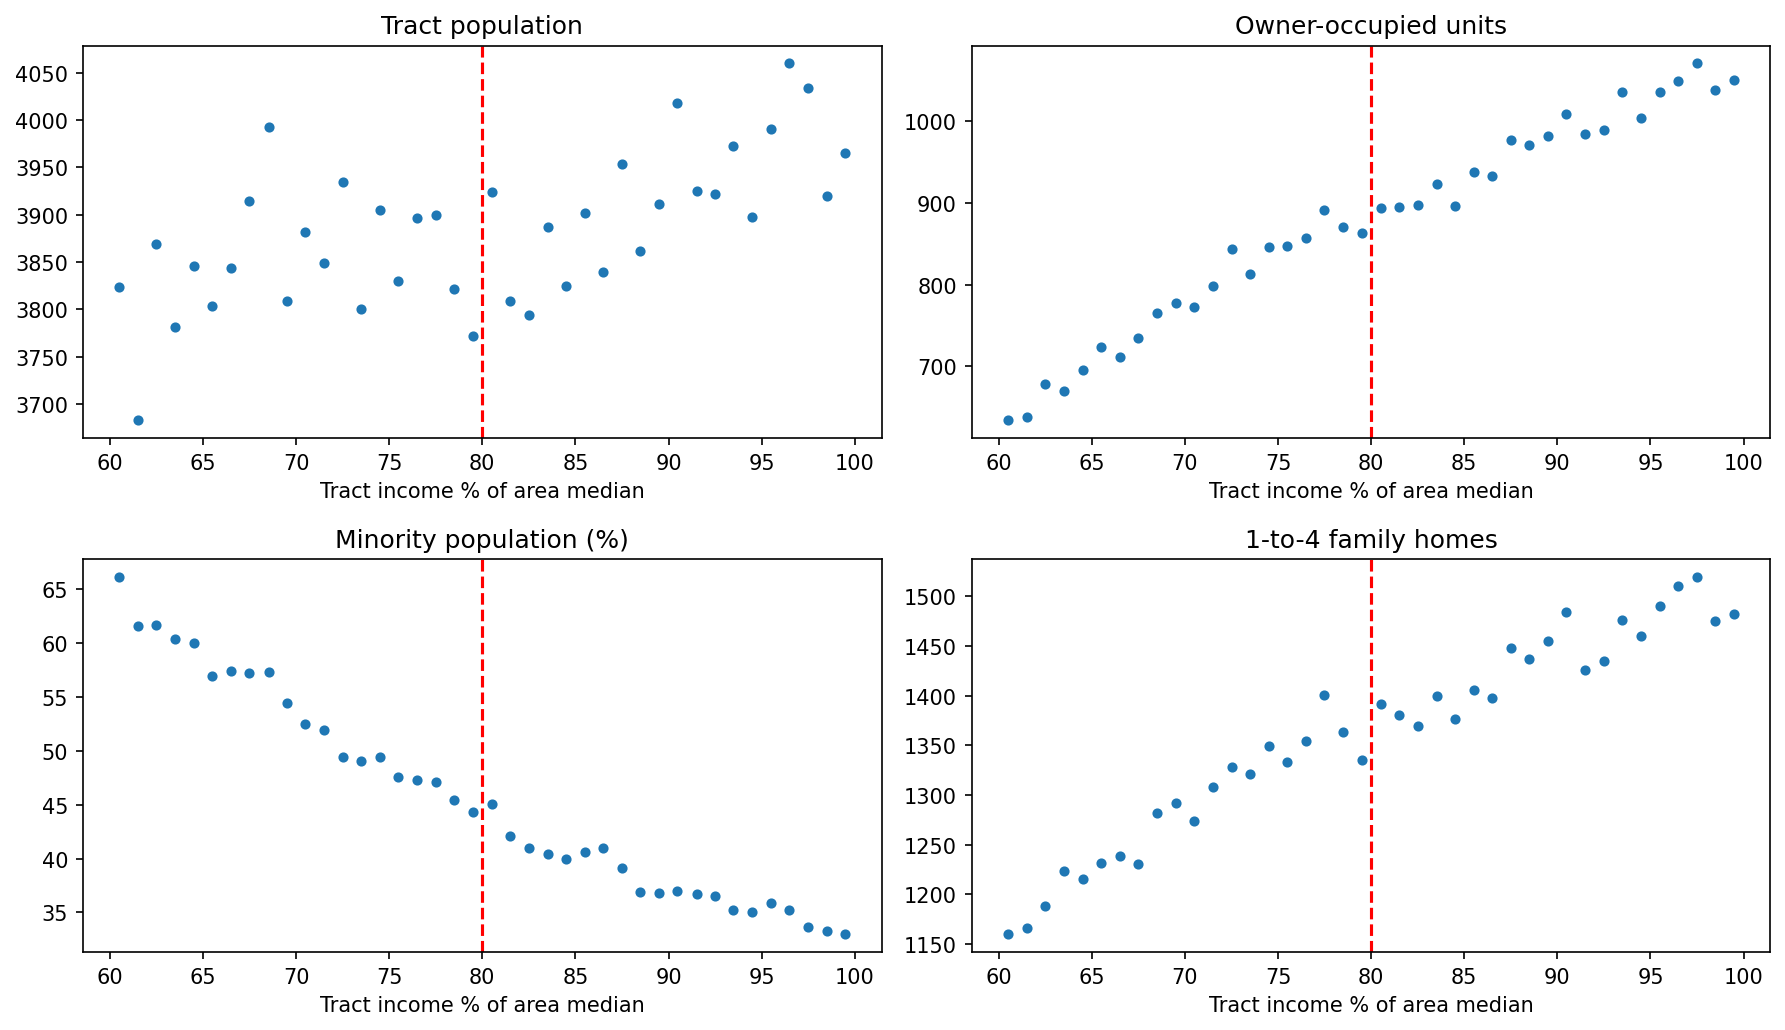 Tract population
4050
4000
3950
3900
3850
3800
3750
3700
60 65 70 75 80 85 90 95 100
Tract income % of area median
Owner-occupied units
1000
900
800
700
60 65 70 75 80 85 90 95 100
Tract income % of area median
Minority population (%)
65
60
55
50
45
40
35
60 65 70 75 80 85 90 95 100
Tract income % of area median
1-to-4 family homes
1500
1450
1400
1350
1300
1250
1200
1150
60 65 70 75 80 85 90 95 100
Tract income % of area median